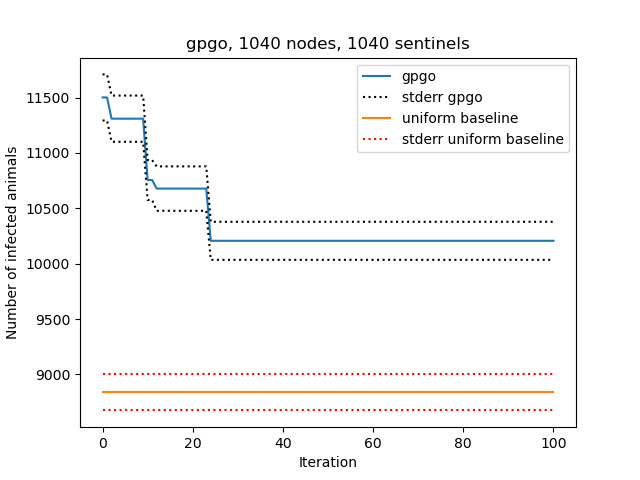 gpgo, 1040 nodes, 1040 sentinels
gpgo
stderr gpgo
uniform baseline
stderr uniform baseline
Number of infected animals
11500
11000
10500
10000
9500
9000
0 20 40 60 80 100
Iteration